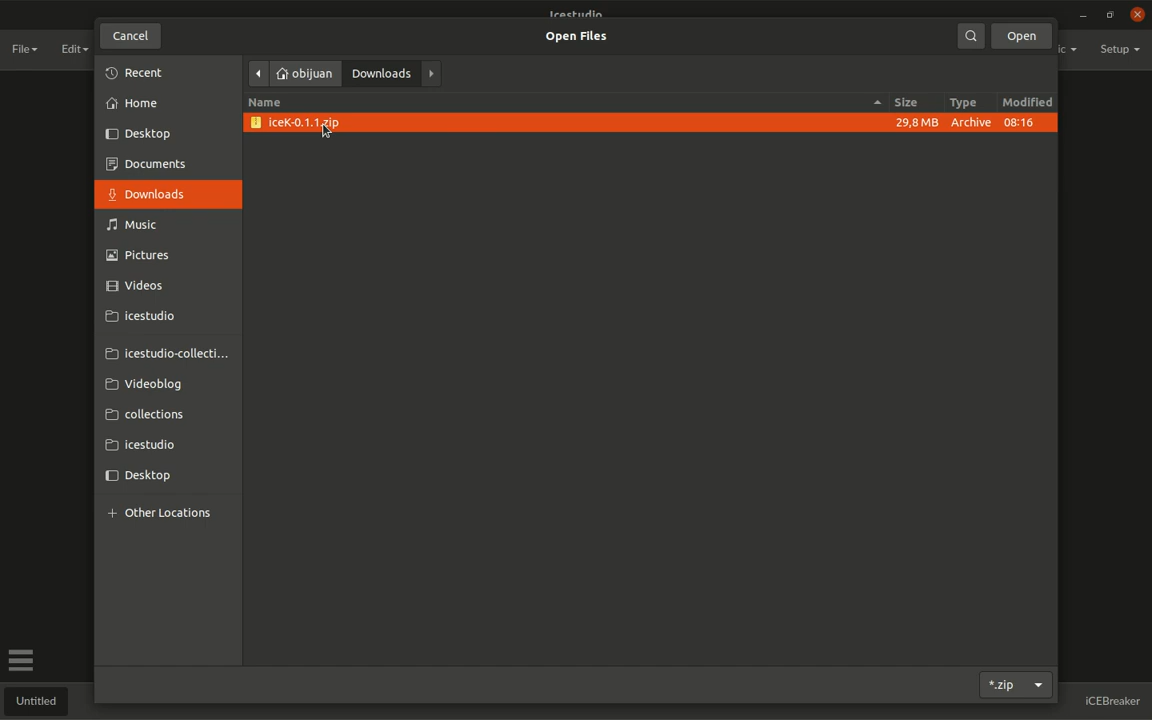 Icestudio
Cancel
Open Files
Open
File
Edit
ic
Setup
Recent
obijuan
Downloads
Home
Name
Size
Type
Modified
iceK-0.1.1.zip
29,8 MB
Archive
08:16
Desktop
Documents
Downloads
Music
Pictures
Videos
icestudio
icestudio-collecti...
Videoblog
collections
icestudio
Desktop
+ Other Locations
*.zip
Untitled
iCEBreaker